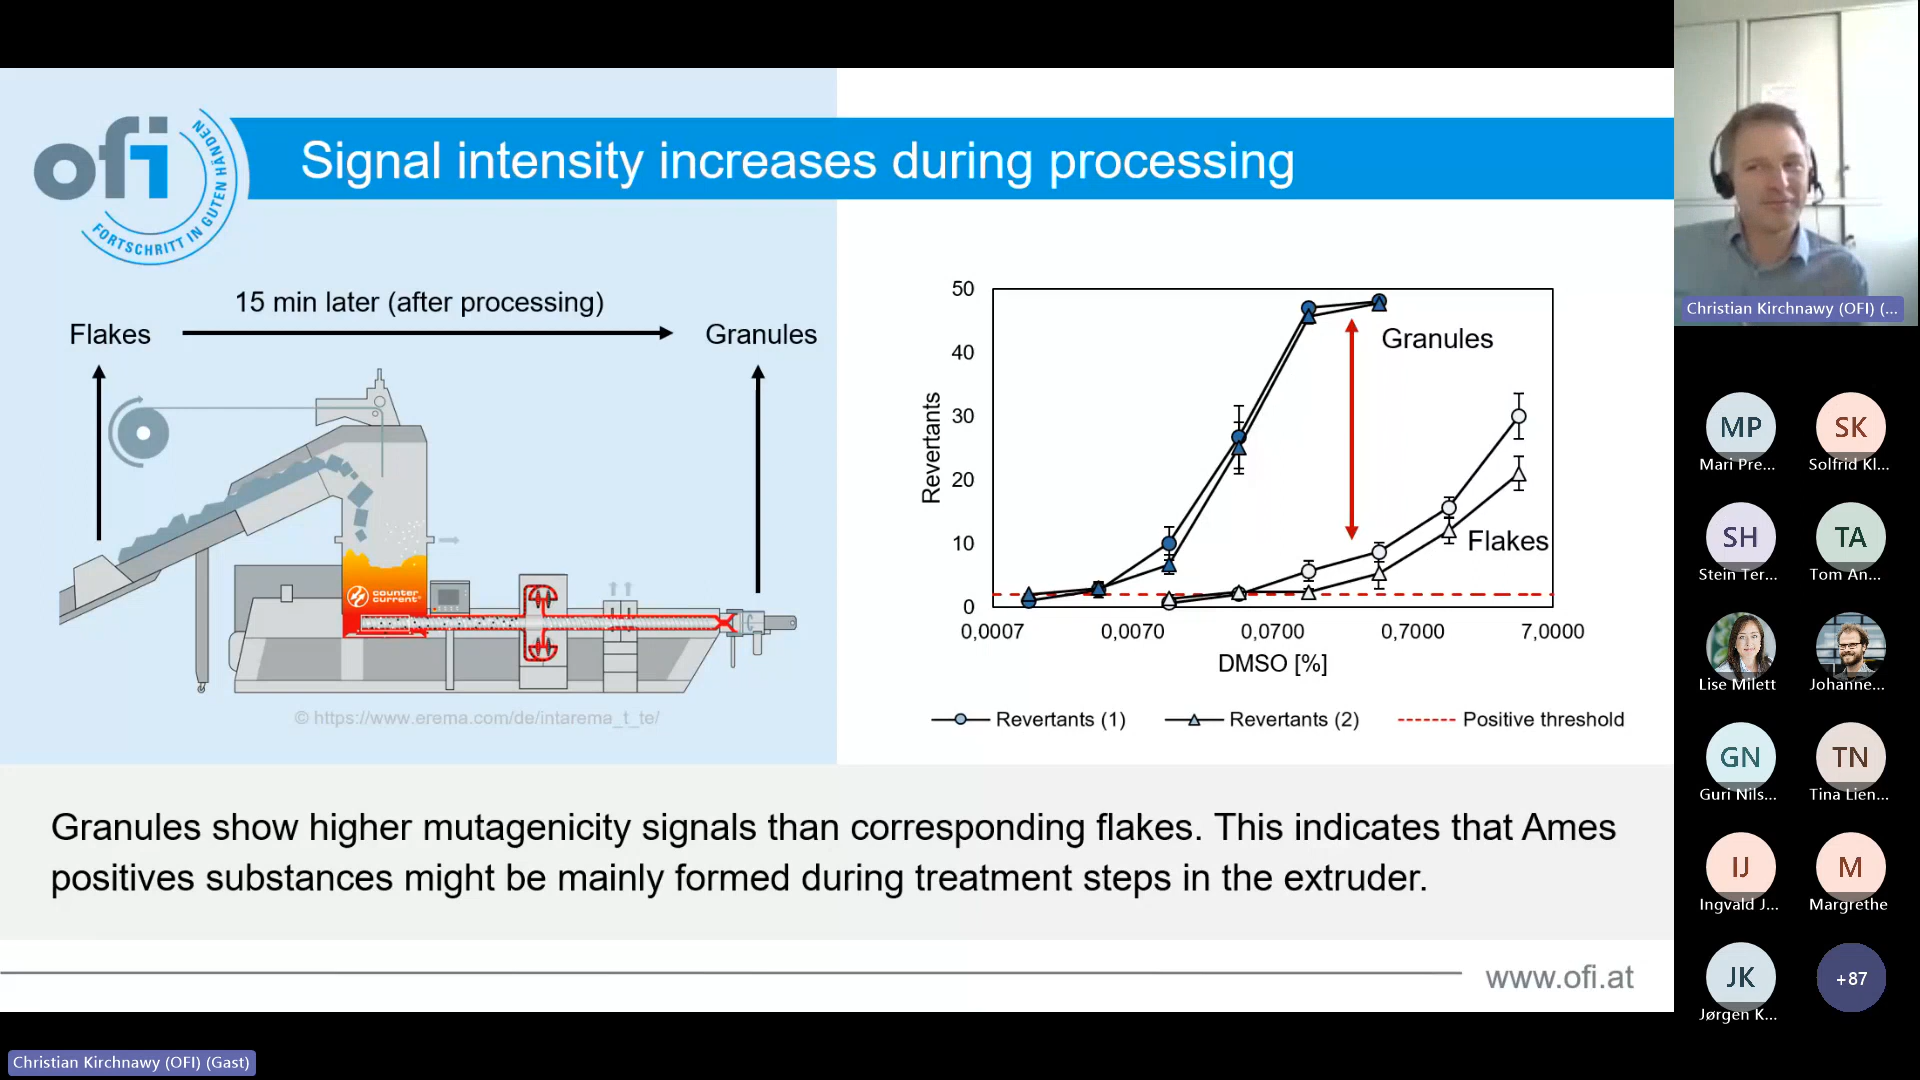 ofi
FORTSCHRITT IN GUTEN HÄNDEN
Signal intensity increases during processing
15 min later (after processing)
Flakes
Granules
counter
current
© https://www.erema.com/de/intarema_t_te/
50
40
30
20
10
0
Revertants
0,0007
0,0070
0,0700
0,7000
7,0000
DMSO [%]
Granules
Flakes
Revertants (1)
Revertants (2)
Positive threshold
Granules show higher mutagenicity signals than corresponding flakes. This indicates that Ames
positives substances might be mainly formed during treatment steps in the extruder.
www.ofi.at
Christian Kirchnawy (OFI) (Gast)
Christian Kirchnawy (OFI) (...
MP
Mari Pre...
SK
Solfrid Kl...
SH
Stein Ter...
TA
Tom An...
Lise Milett
Johanne...
GN
Guri Nils...
TN
Tina Lien...
IJ
Ingvald J...
M
Margrethe
JK
Jørgen K...
+87